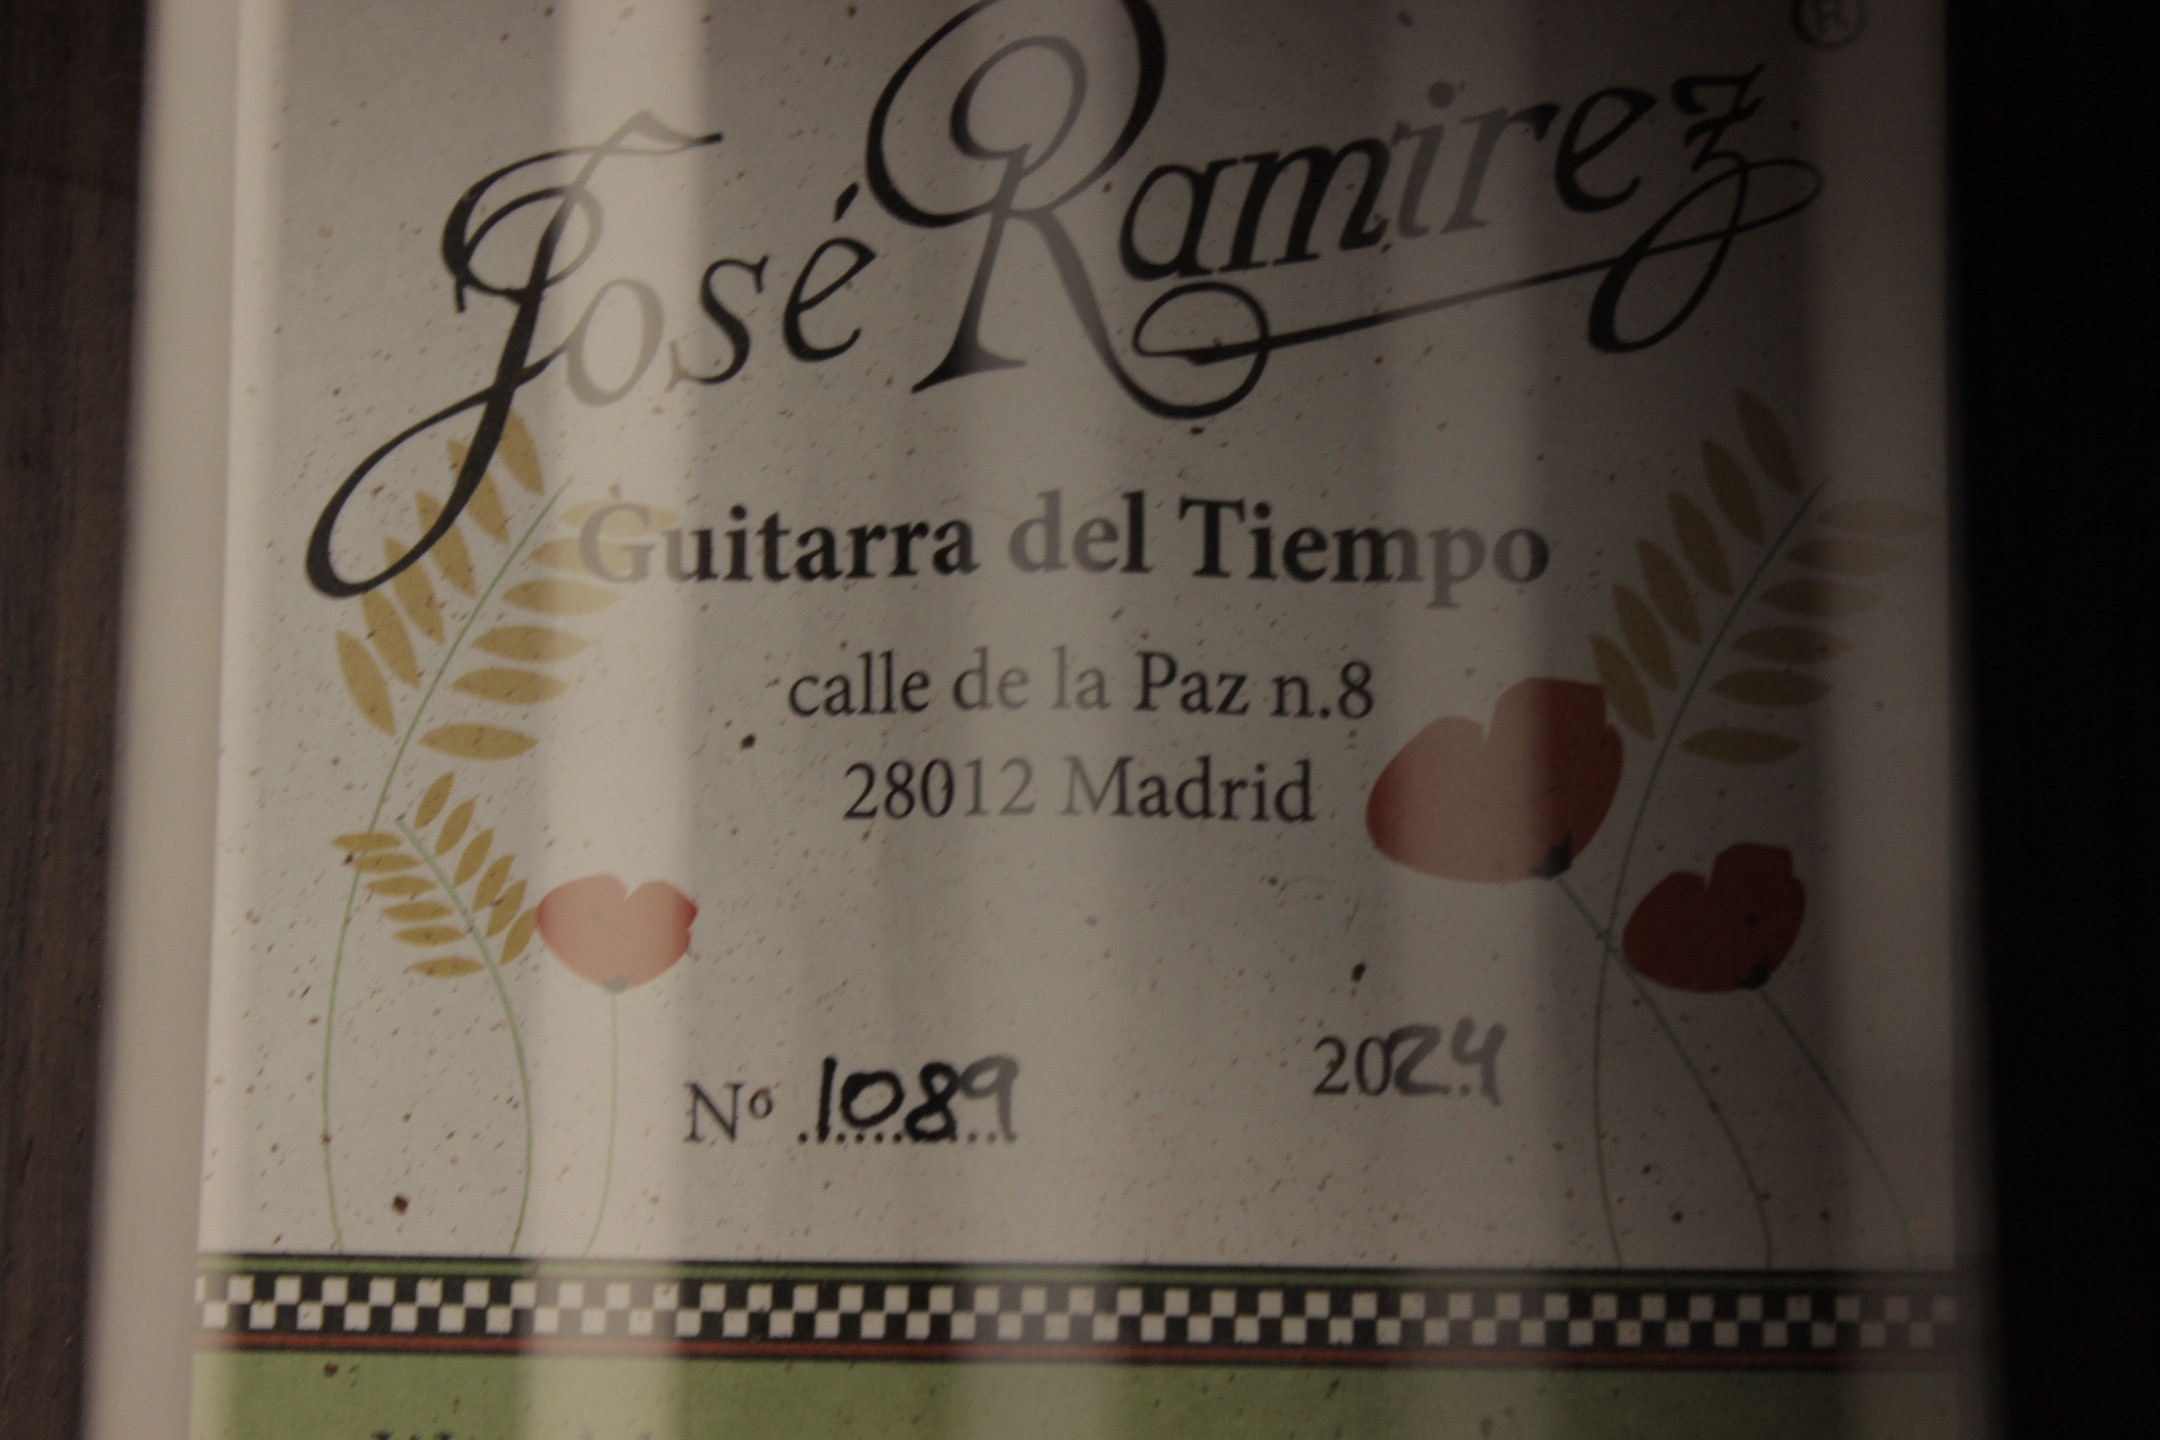 José Ramirez ®
Guitarra del Tiempo
calle de la Paz n.8
28012 Madrid
Nº 1089 2024